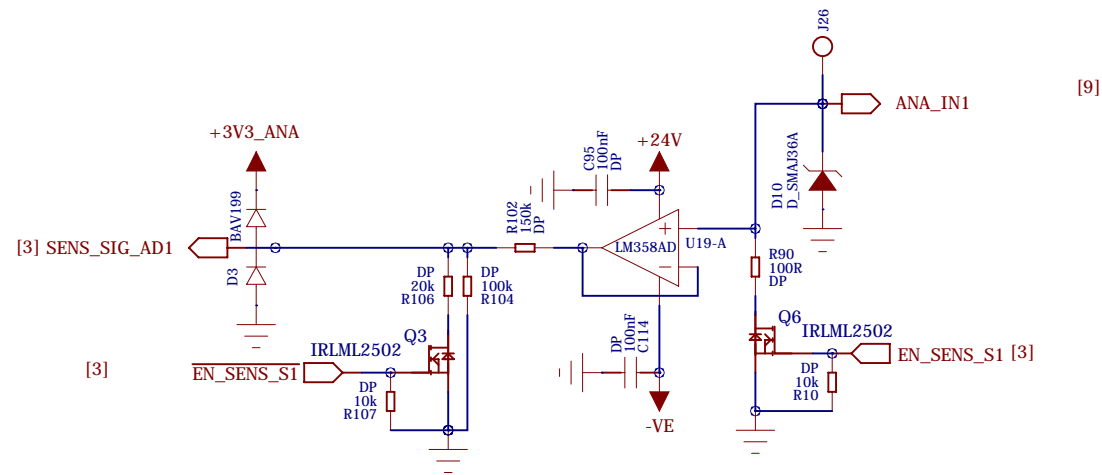 J26
[9]
ANA_IN1
+3V3_ANA
+24V
C95
100nF
DP
D10
D_SMAJ36A
BAV199
R102
150k
DP
[3] SENS_SIG_AD1
LM358AD
U19-A
+
−
R90
100R
DP
D3
DP
20k
R106
DP
100k
R104
Q3
IRLML2502
Q6
IRLML2502
DP
100nF
C114
[3]
EN_SENS_S1
EN_SENS_S1 [3]
DP
10k
R107
DP
10k
R10
-VE